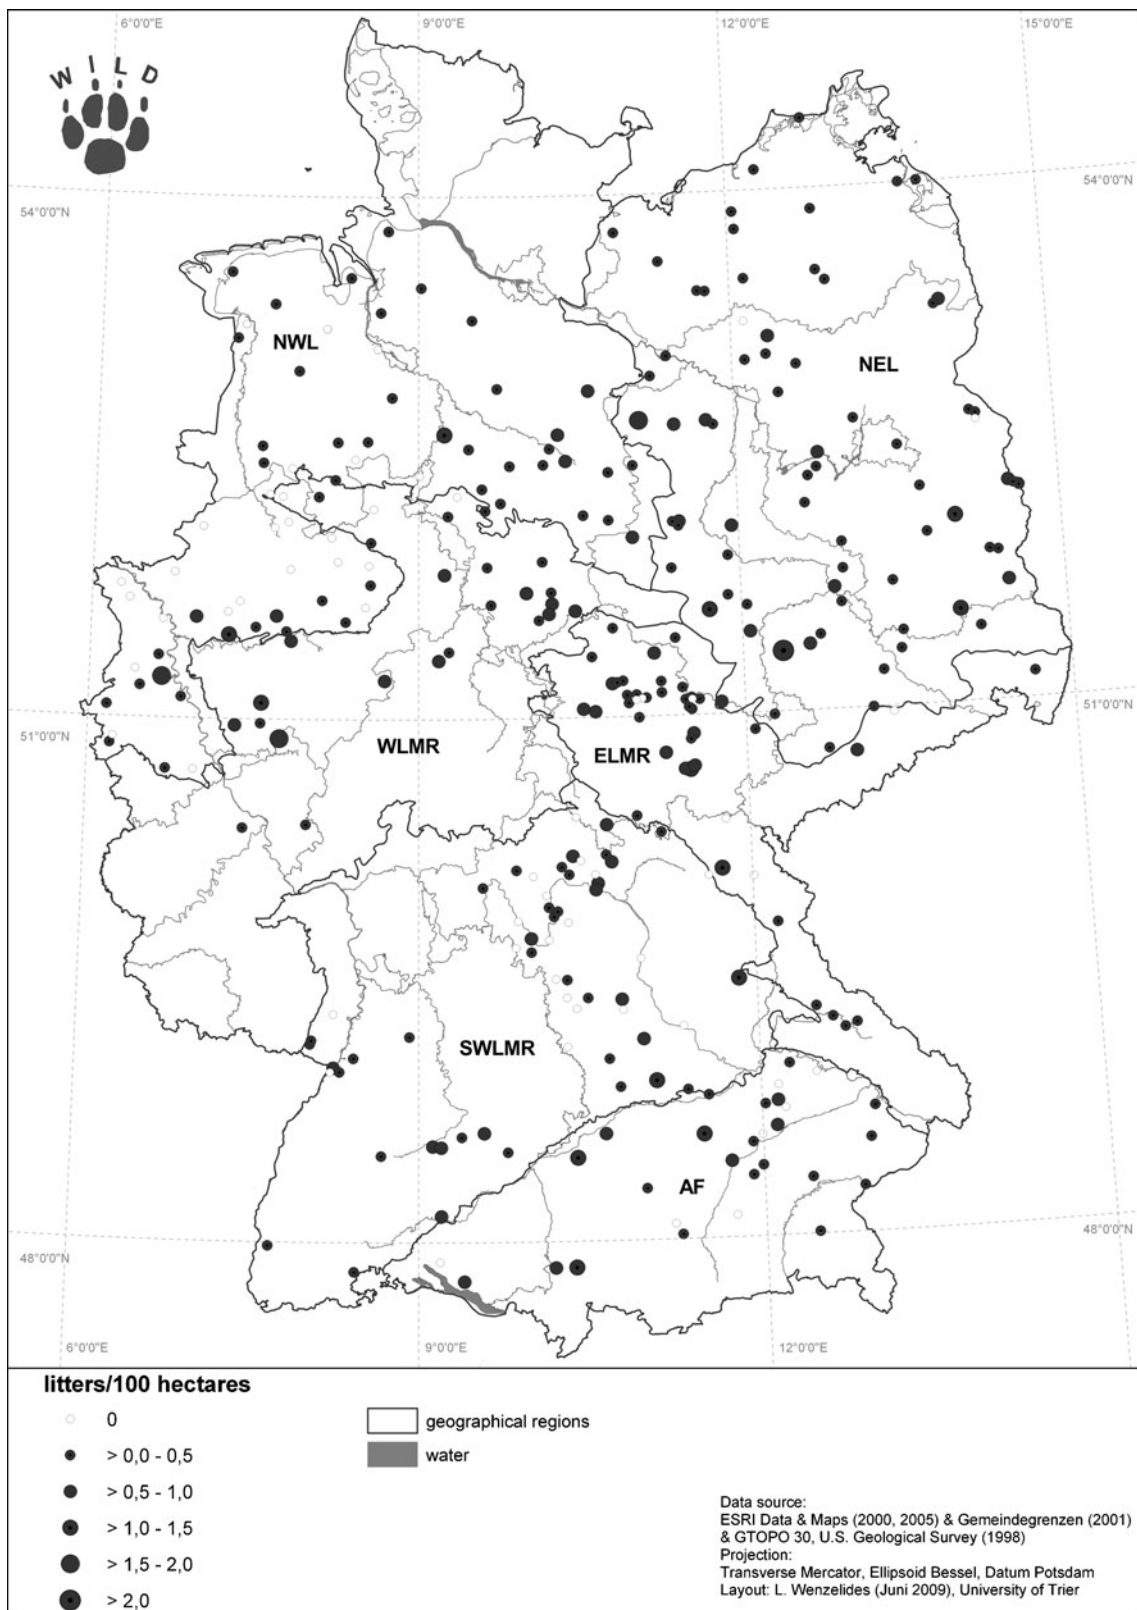 6°0'0"E
9°0'0"E
12°0'0"E
15°0'0"E
W I L D
54°0'0"N
54°0'0"N
NWL
NEL
51°0'0"N
51°0'0"N
WLMR
ELMR
SWLMR
AF
48°0'0"N
48°0'0"N
6°0'0"E
9°0'0"E
12°0'0"E
litters/100 hectares
0
> 0,0 - 0,5
> 0,5 - 1,0
> 1,0 - 1,5
> 1,5 - 2,0
> 2,0
geographical regions
water
Data source:
ESRI Data & Maps (2000, 2005) & Gemeindegrenzen (2001)
& GTOPO 30, U.S. Geological Survey (1998)
Projection:
Transverse Mercator, Ellipsoid Bessel, Datum Potsdam
Layout: L. Wenzelides (Juni 2009), University of Trier